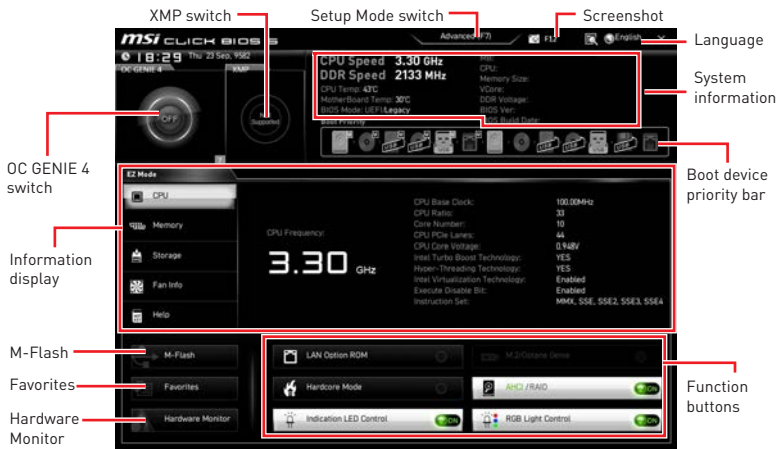 XMP switch
Setup Mode switch
Screenshot
msi CLICK BIOS 5
Advanced (F7)
F12
English
Language
18:29 Thu 23 Sep, 9582
OC GENIE 4
XMP
CPU Speed 3.30 GHz
DDR Speed 2133 MHz
CPU Temp: 43°C
MotherBoard Temp: 30°C
BIOS Mode: UEFI/Legacy
Boot Priority
MB:
CPU:
Memory Size:
VCore:
DDR Voltage:
BIOS Ver:
BIOS Build Date:
System
information
OFF
Not
Supported
USB
USB
USB
USB
USB
USB
OC GENIE 4
switch
Boot device
priority bar
EZ Mode
CPU
Memory
Storage
Fan Info
Help
CPU Frequency:
3.30 GHz
CPU Base Clock: 100.00MHz
CPU Ratio: 33
Core Number: 10
CPU PCIe Lanes: 44
CPU Core Voltage: 0.948V
Intel Turbo Boost Technology: YES
Hyper-Threading Technology: YES
Intel Virtualization Technology: Enabled
Execute Disable Bit: Enabled
Instruction Set: MMX, SSE, SSE2, SSE3, SSE4
Information
display
M-Flash
Favorites
Hardware
Monitor
M-Flash
Favorites
Hardware Monitor
LAN Option ROM
M.2/Optane Genie
Hardcore Mode
AHCI /RAID
ON
Indication LED Control
ON
RGB Light Control
ON
Function
buttons